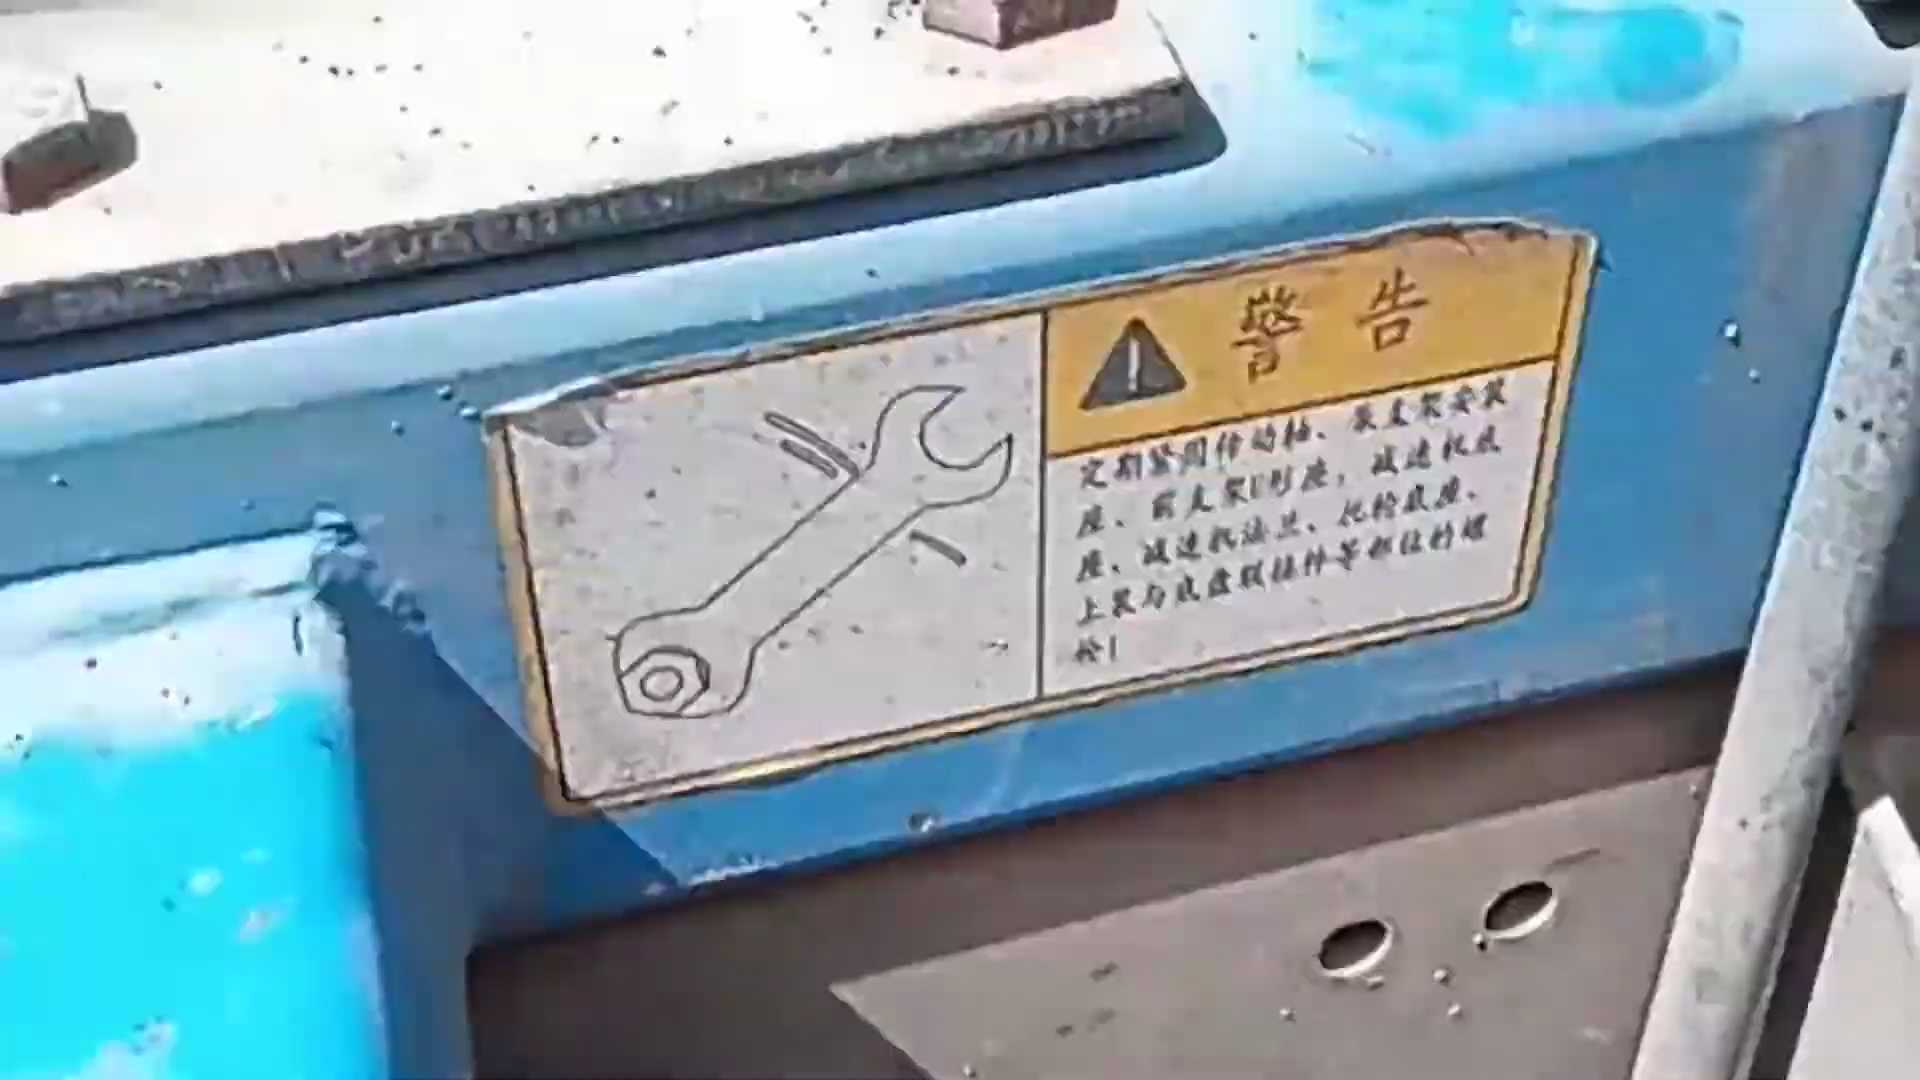 警告
定期紧固传动轴、泵支架安装
座、前支架U形座，减速机底
座、减速机法兰、托轮底座、
上装与底盘联接件等部位的螺
栓!